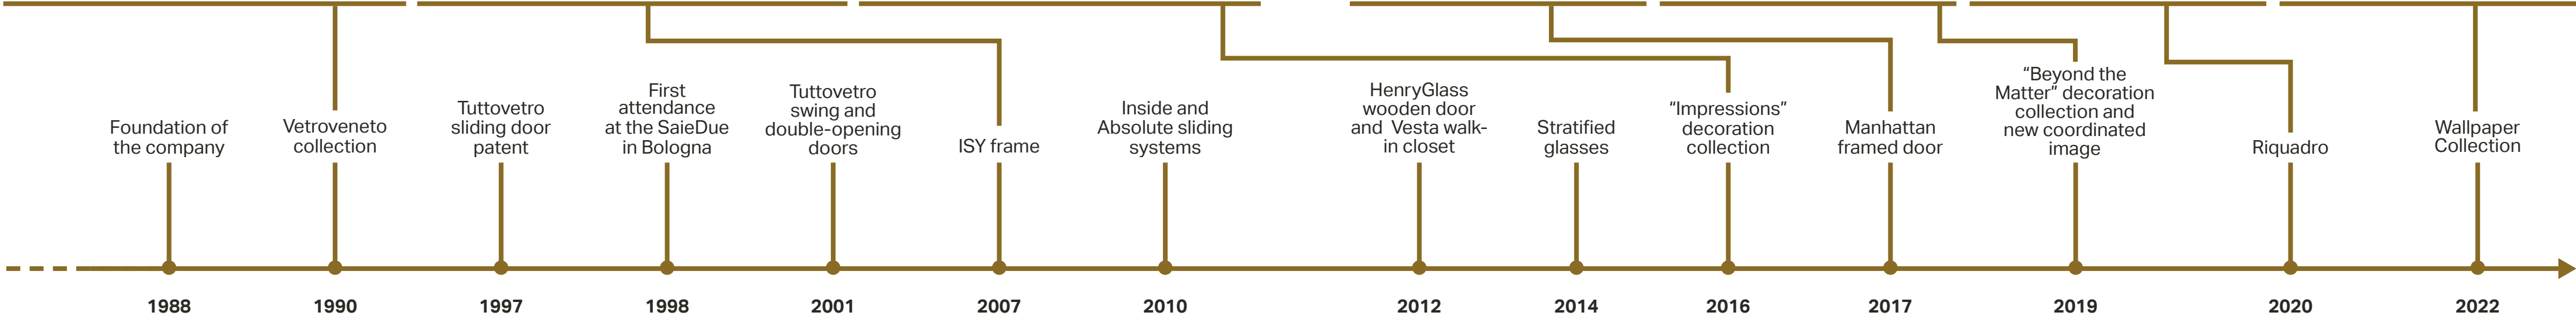 Foundation of
the company
Vetroveneto
collection
Tuttovetro
sliding door
patent
First
attendance
at the SaieDue
in Bologna
Tuttovetro
swing and
double-opening
doors
ISY frame
Inside and
Absolute sliding
systems
HenryGlass
wooden door
and  Vesta walk-
in closet
Stratified
glasses
“Impressions”
decoration
collection
Manhattan
framed door
“Beyond the
Matter” decoration
collection and
new coordinated
image
Riquadro
Wallpaper
Collection
1988
1990
1997
1998
2001
2007
2010
2012
2014
2016
2017
2019
2020
2022